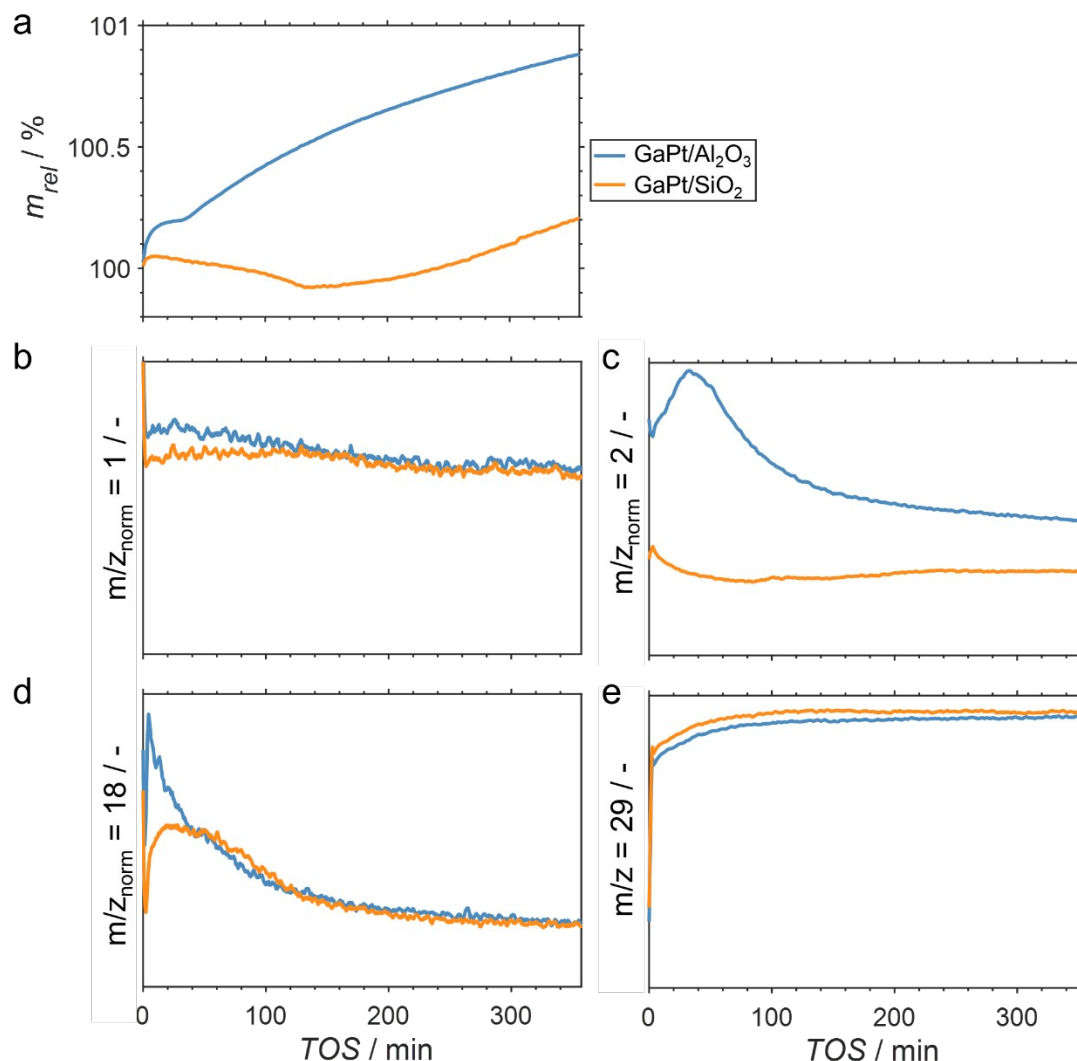 a
101
100.5
100
m_rel / %
GaPt/Al₂O₃
GaPt/SiO₂
b
m/z_norm = 1 / -
c
m/z_norm = 2 / -
d
m/z_norm = 18 / -
0 100 200 300
TOS / min
e
m/z = 29 / -
0 100 200 300
TOS / min